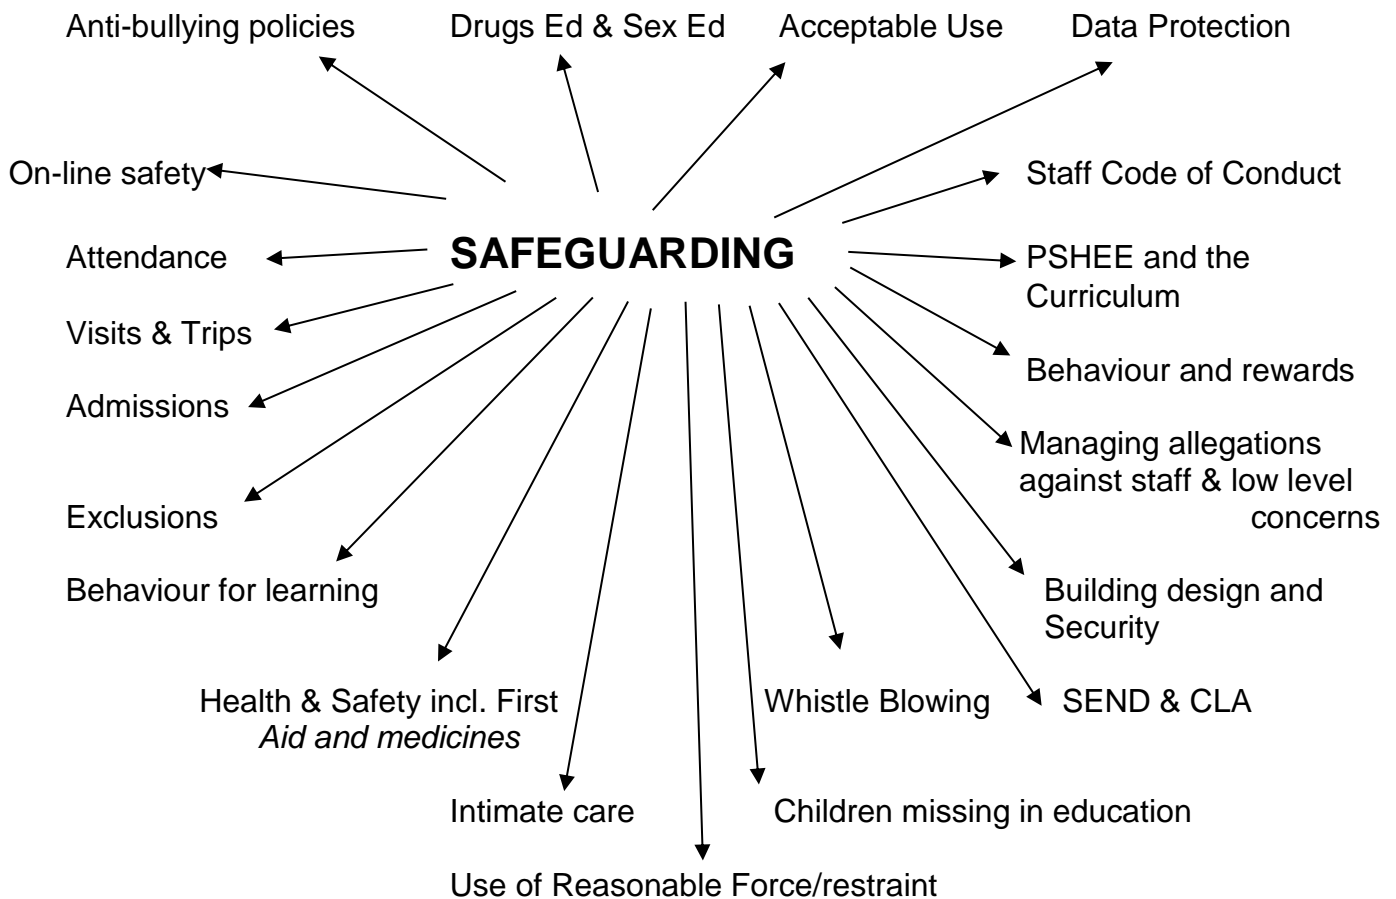 Anti-bullying policies
Drugs Ed & Sex Ed
Acceptable Use
Data Protection
On-line safety
Staff Code of Conduct
SAFEGUARDING
Attendance
PSHEE and the
Curriculum
Visits & Trips
Behaviour and rewards
Admissions
Managing allegations
against staff & low level
concerns
Exclusions
Behaviour for learning
Building design and
Security
Health & Safety incl. First
Aid and medicines
Whistle Blowing
SEND & CLA
Intimate care
Children missing in education
Use of Reasonable Force/restraint